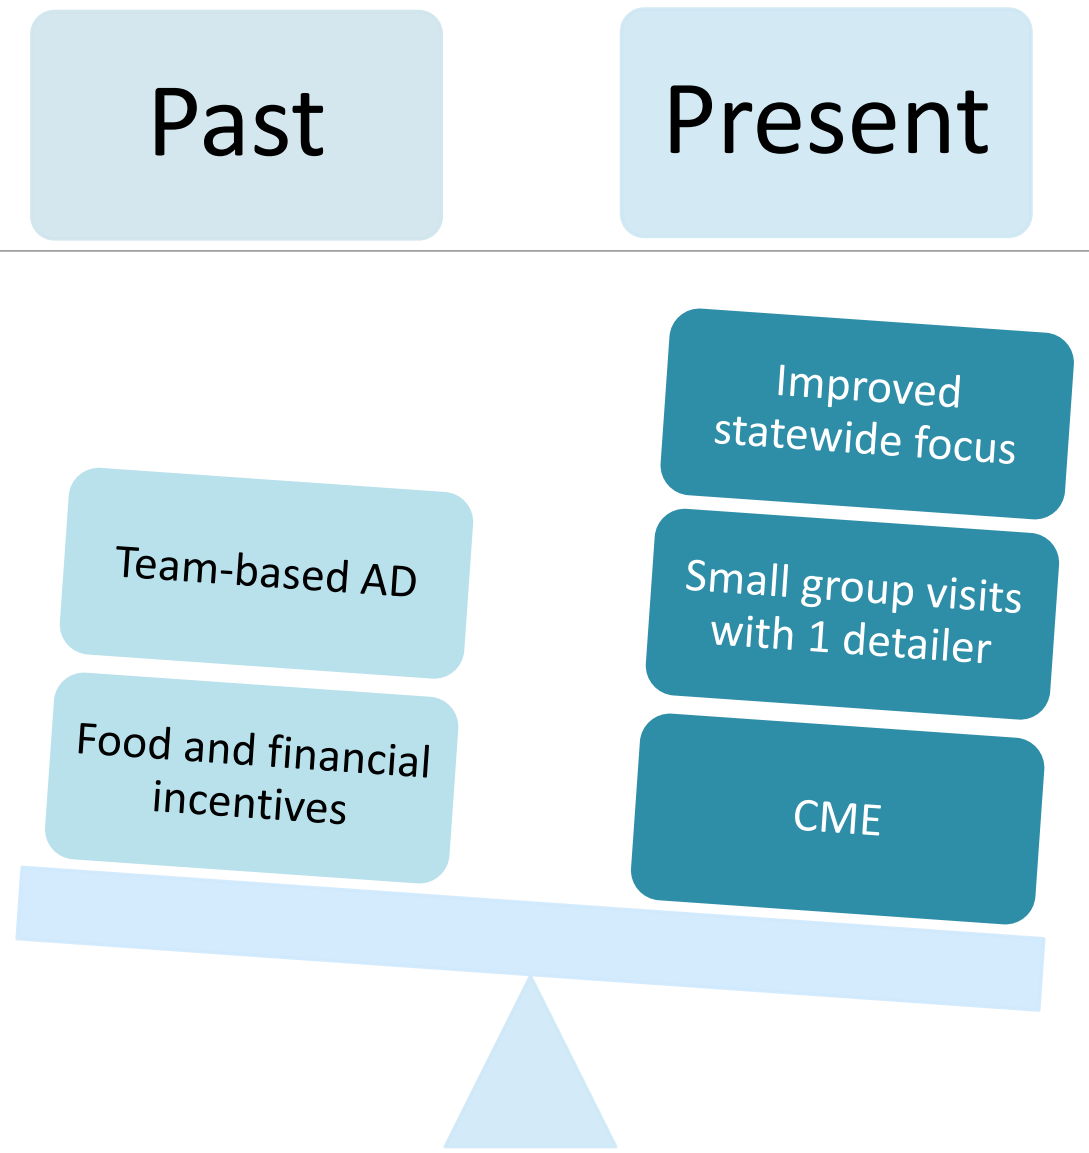 Past
Present
Team-based AD
Food and financial
incentives
Improved
statewide focus
Small group visits
with 1 detailer
CME